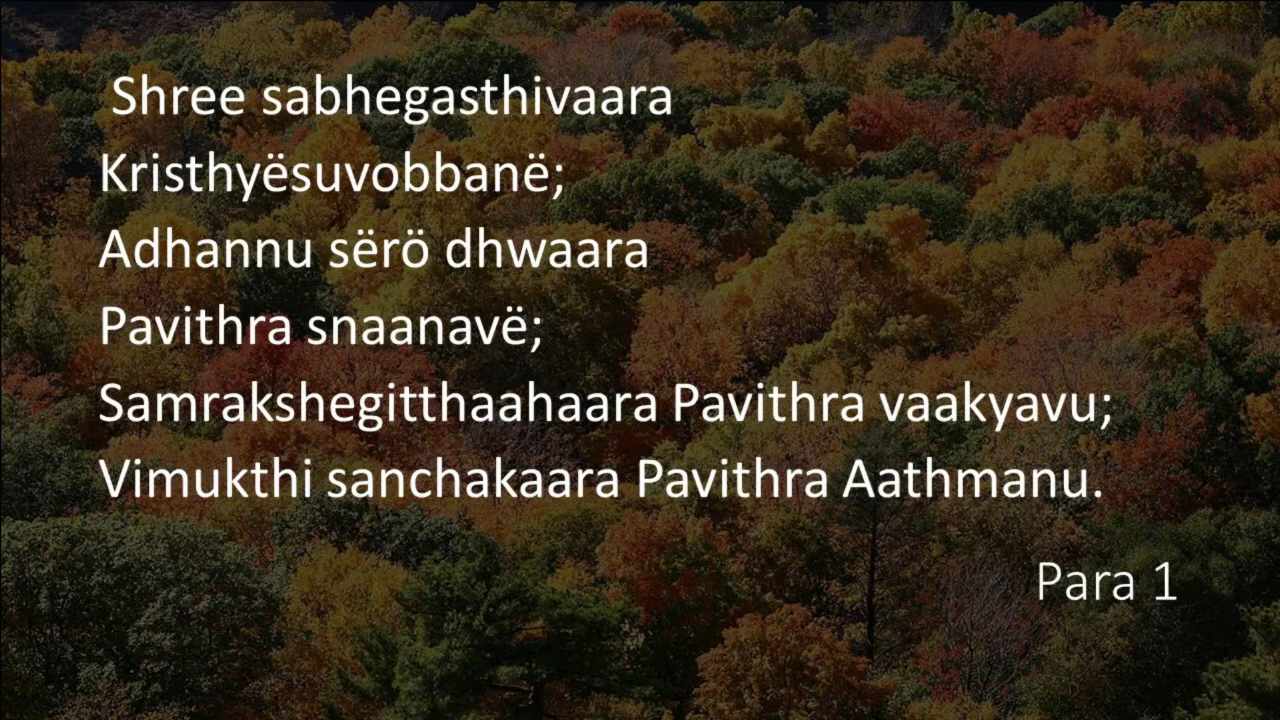 Shree sabhegasthivaara
Kristhyësuvobbanë;
Adhannu sërö dhwaara
Pavithra snaanavë;
Samrakshegitthaahaara Pavithra vaakyavu;
Vimukthi sanchakaara Pavithra Aathmanu.
Para 1